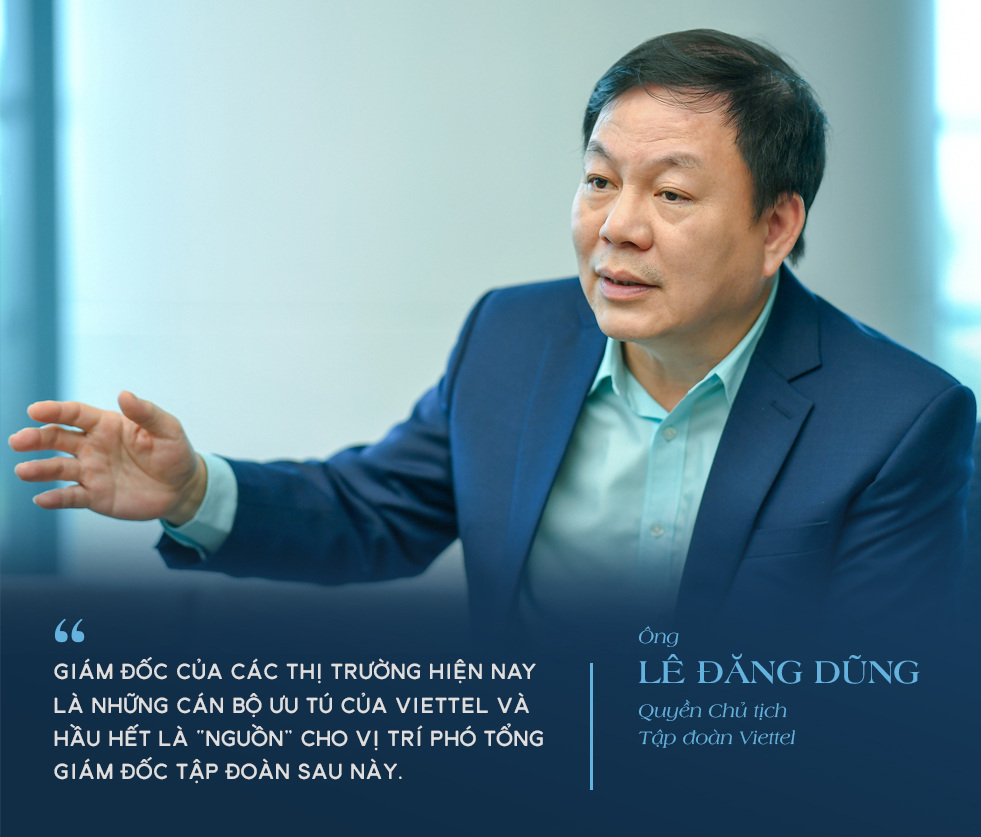 GIÁM ĐỐC CỦA CÁC THỊ TRƯỜNG HIỆN NAY
LÀ NHỮNG CÁN BỘ ƯU TÚ CỦA VIETTEL VÀ
HẦU HẾT LÀ "NGUỒN" CHO VỊ TRÍ PHÓ TỔNG
GIÁM ĐỐC TẬP ĐOÀN SAU NÀY.
Ông
LÊ ĐĂNG DŨNG
Quyền Chủ tịch
Tập đoàn Viettel